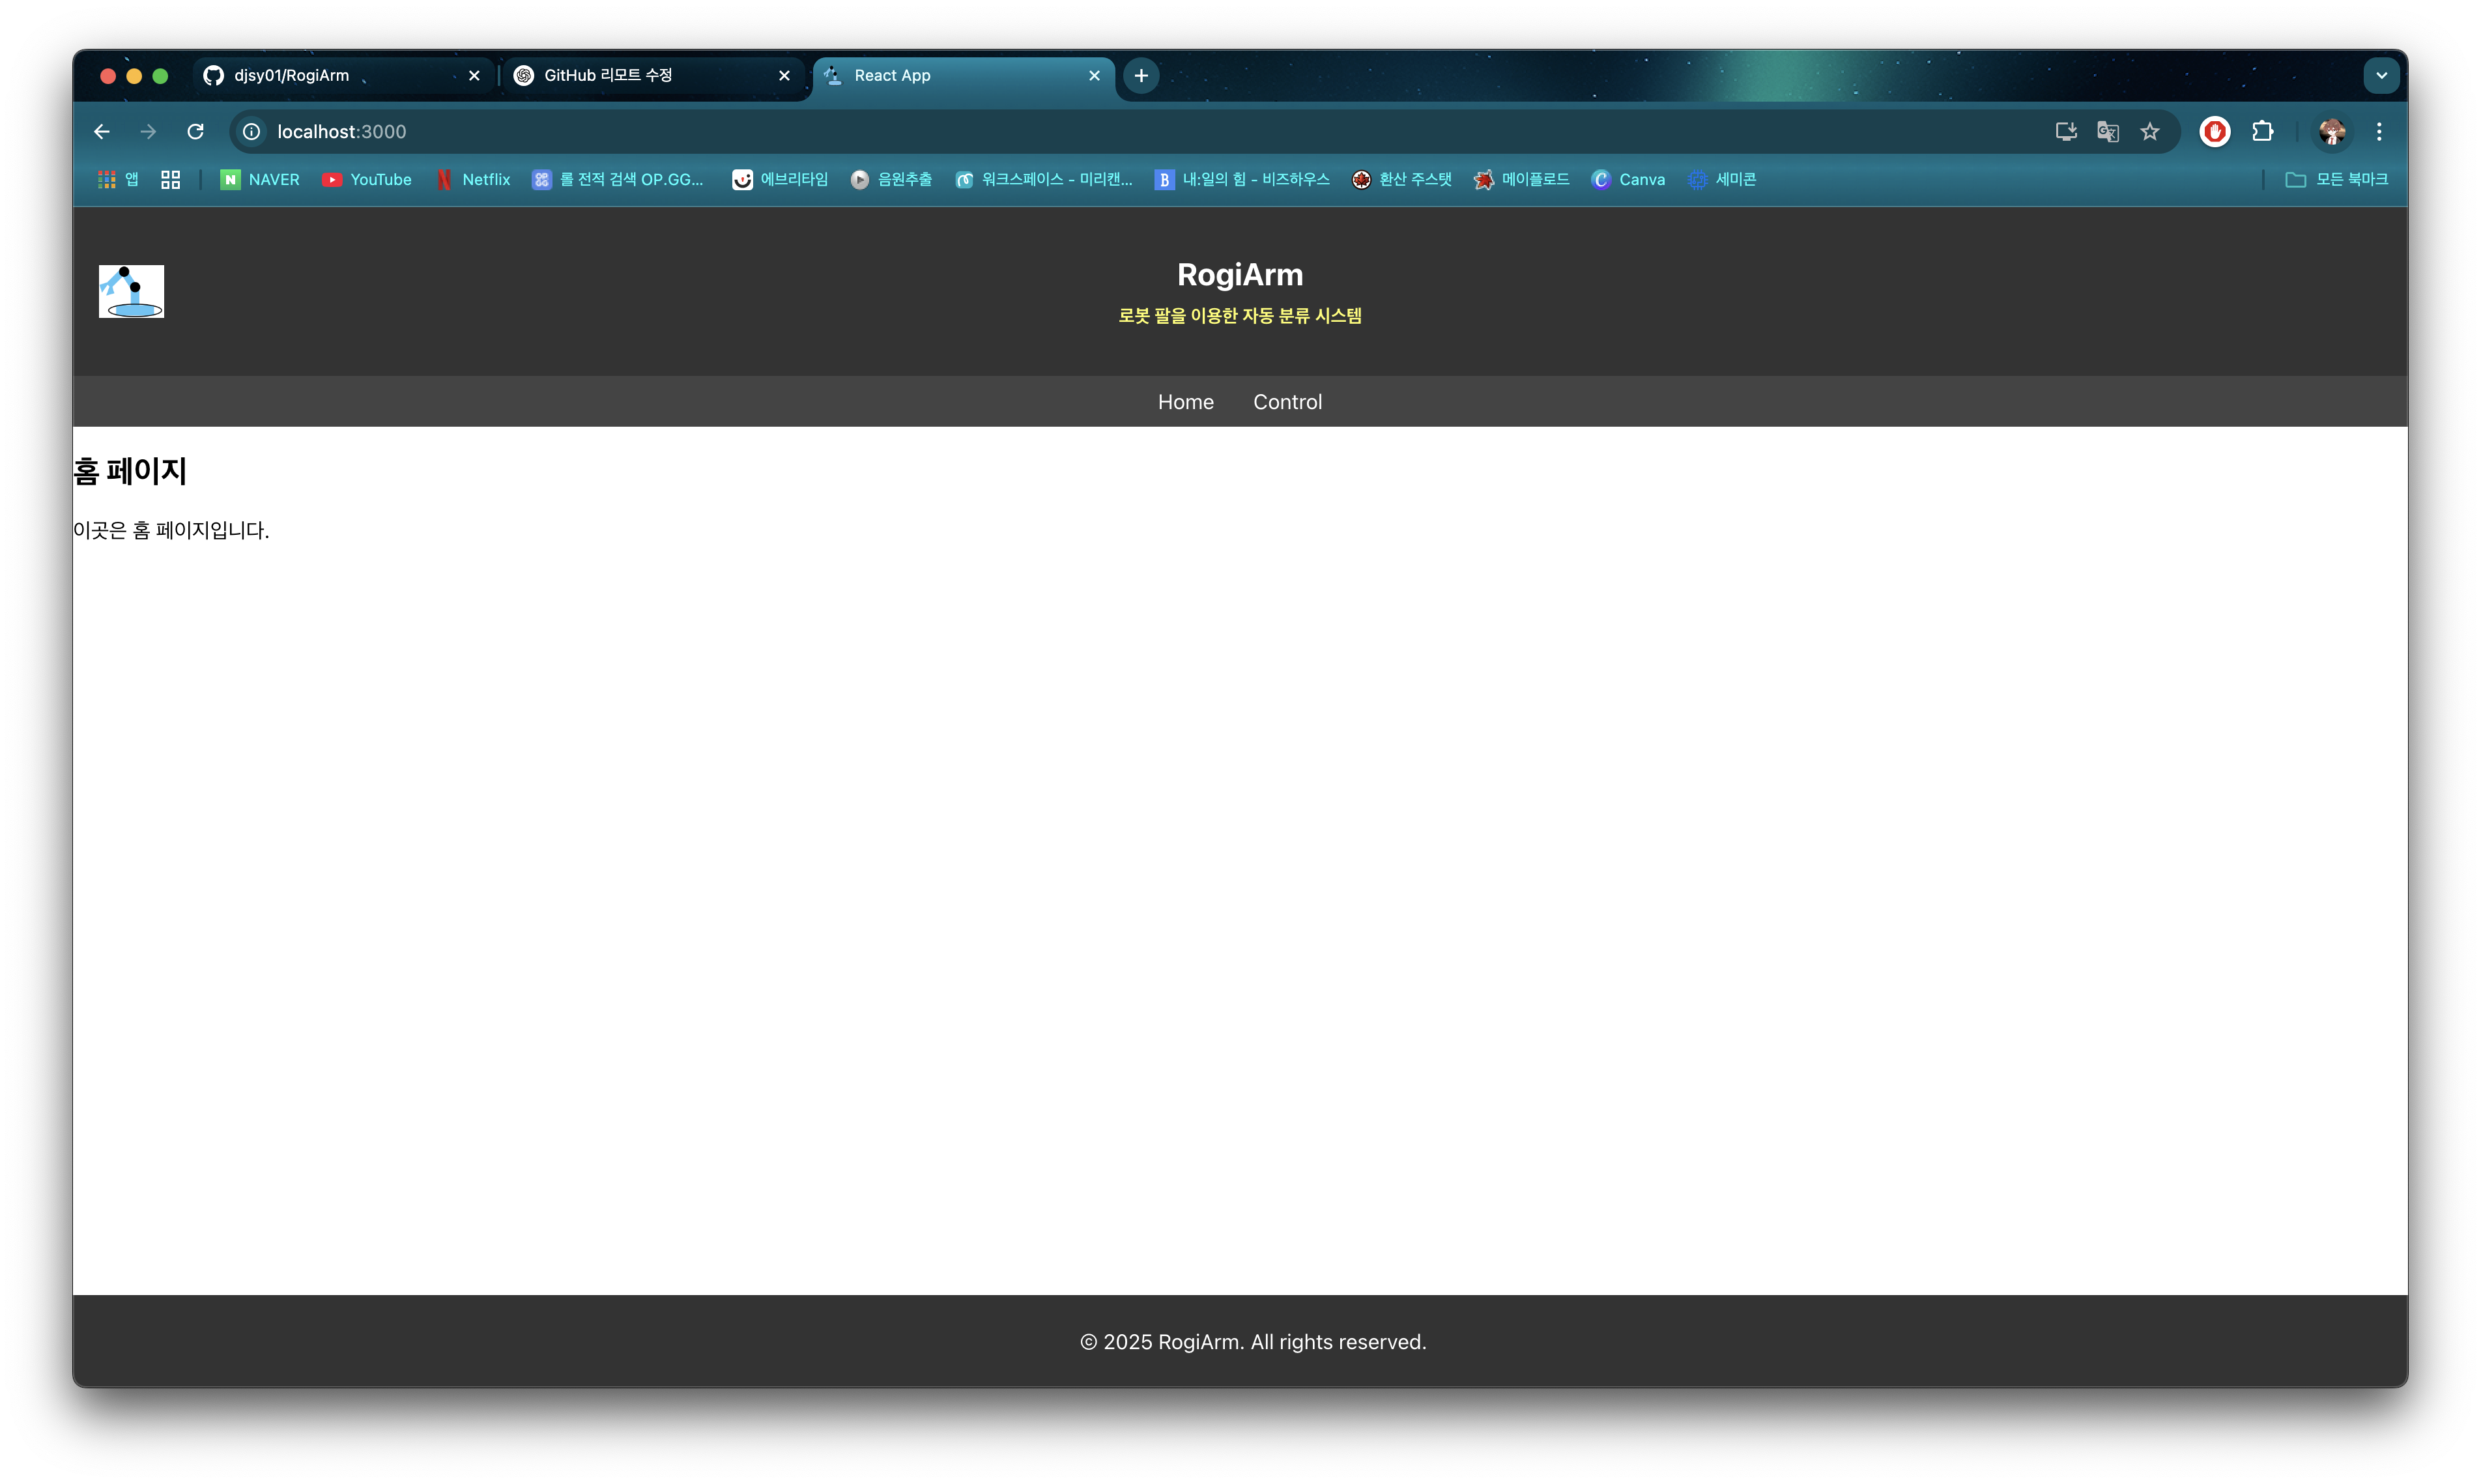 djsy01/RogiArm
GitHub 리모트 수정
React App
localhost:3000
앱
NAVER
YouTube
Netflix
롤 전적 검색 OP.GG...
에브리타임
음원추출
워크스페이스 - 미리캔...
내:일의 힘 - 비즈하우스
환산 주스탯
메이플로드
Canva
세미콘
모든 북마크
RogiArm
로봇 팔을 이용한 자동 분류 시스템
Home Control
홈 페이지
이곳은 홈 페이지입니다.
© 2025 RogiArm. All rights reserved.